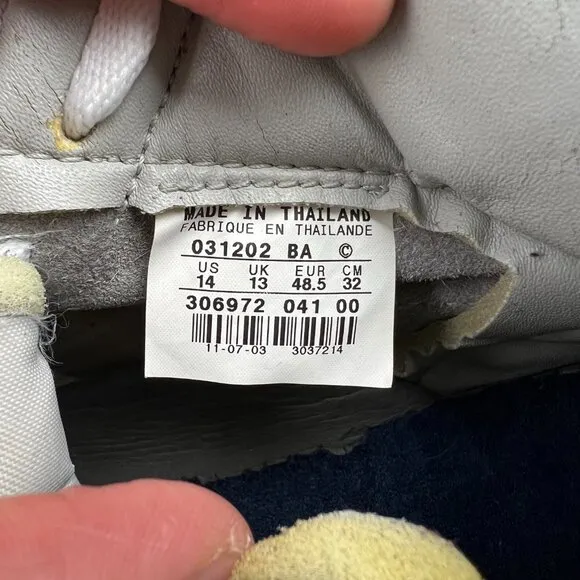 MADE IN THAILAND
FABRIQUE EN THAILANDE
031202 BA ©
US UK EUR CM
14 13 48.5 32
306972 041 00
11-07-03 3037214